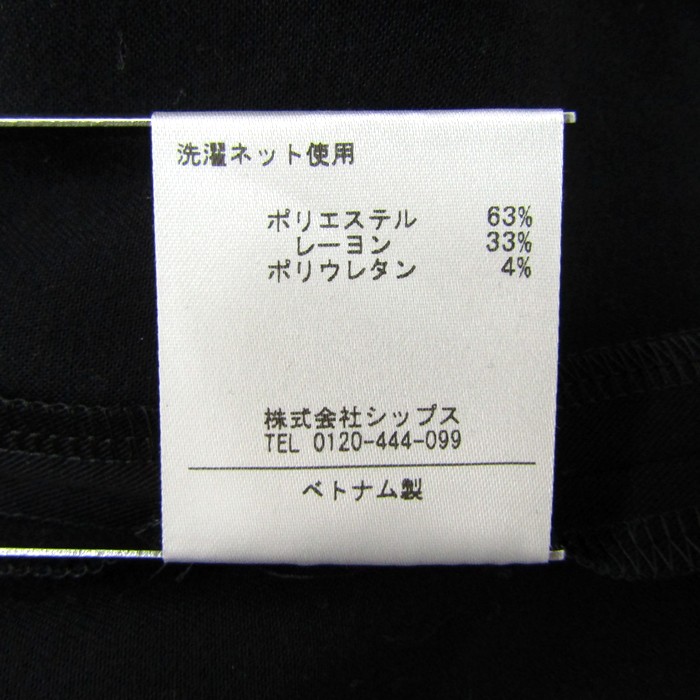 洗濯ネット使用
ポリエステル 63%
レーヨン 33%
ポリウレタン 4%
株式会社シップス
TEL 0120-444-099
ベトナム製